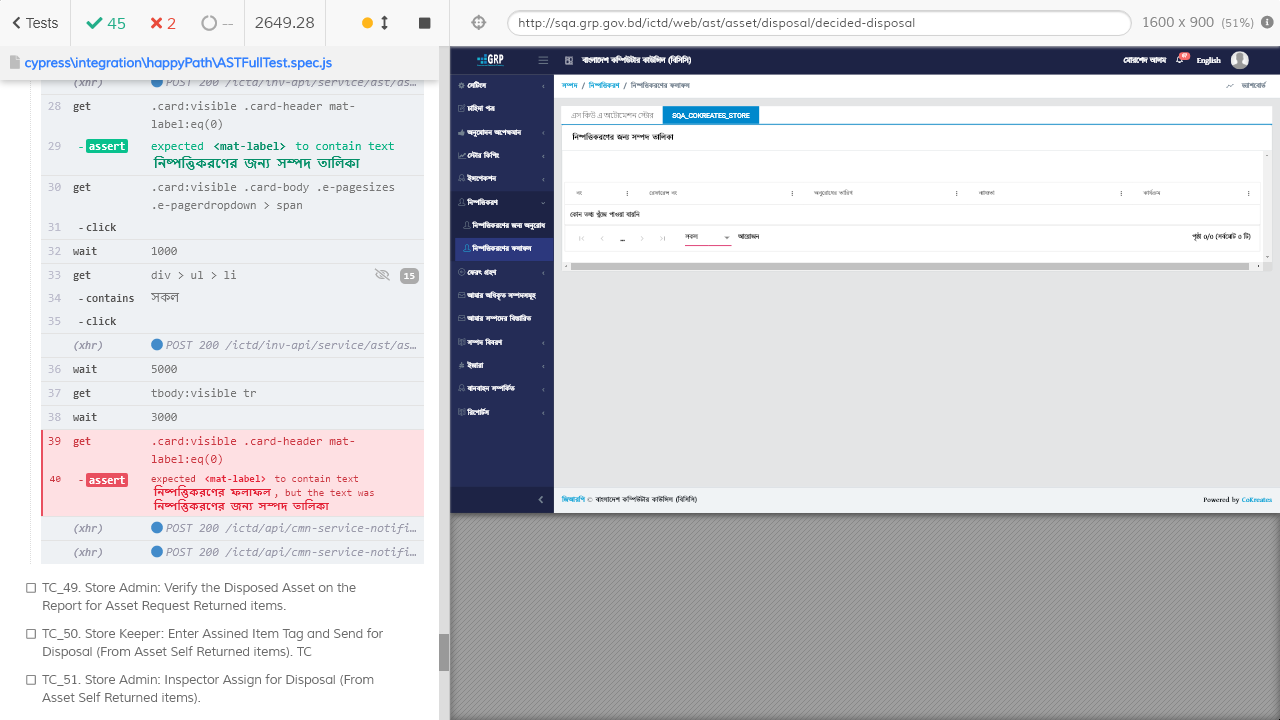 Tests
45
2
--
2649.28
http://sqa.grp.gov.bd/ictd/web/ast/asset/disposal/decided-disposal
1600 x 900 (51%)
cypress\integration\happyPath\ASTFullTest.spec.js
(xhr) POST 200 /ictd/inv-api/service/ast/as…
28 get .card:visible .card-header mat-
label:eq(0)
29 - assert expected <mat-label> to contain text
নিষ্পত্তিকরণের জন্য সম্পদ তালিকা
30 get .card:visible .card-body .e-pagesizes
.e-pagerdropdown > span
31 - click
32 wait 1000
33 get div > ul > li 15
34 - contains সকল
35 - click
(xhr) POST 200 /ictd/inv-api/service/ast/as…
36 wait 5000
37 get tbody:visible tr
38 wait 3000
39 get .card:visible .card-header mat-
label:eq(0)
40 - assert expected <mat-label> to contain text
নিষ্পত্তিকরণের ফলাফল, but the text was
নিষ্পত্তিকরণের জন্য সম্পদ তালিকা
(xhr) POST 200 /ictd/api/cmn-service-notifi…
(xhr) POST 200 /ictd/api/cmn-service-notifi…
TC_49. Store Admin: Verify the Disposed Asset on the
Report for Asset Request Returned items.
TC_50. Store Keeper: Enter Assined Item Tag and Send for
Disposal (From Asset Self Returned items). TC
TC_51. Store Admin: Inspector Assign for Disposal (From
Asset Self Returned items).
GRP
বাংলাদেশ কম্পিউটার কাউন্সিল (বিসিসি)
মোরশেদ আলম
English
সেটিংস
চাহিদা পত্র
অনুমোদন অপেক্ষমান
স্টোর কিপিং
ইন্সপেকশন
নিষ্পত্তিকরণ
নিষ্পত্তিকরণের জন্য অনুরোধ
নিষ্পত্তিকরণের ফলাফল
ফেরৎ গ্রহণ
আমার অধিকৃত সম্পদসমূহ
আমার সম্পদের বিস্তারিত
সম্পদ বিবরণ
ইজারা
যানবাহন সম্পর্কিত
রিপোর্টস
সম্পদ / নিষ্পত্তিকরণ / নিষ্পত্তিকরণের ফলাফল
ড্যাশবোর্ড
এস কিউ এ অটোমেশন স্টোর
SQA_COKREATES_STORE
নিষ্পত্তিকরণের জন্য সম্পদ তালিকা
নং
রেফারেন্স নং
অনুরোধের তারিখ
কার্যক্রম
কোন তথ্য খুঁজে পাওয়া যায়নি
...
সকল
আয়োজন
পৃষ্ঠা ০/০ (সর্বমোট ০ টি)
জিআরপি © বাংলাদেশ কম্পিউটার কাউন্সিল (বিসিসি)
Powered by CoKreates